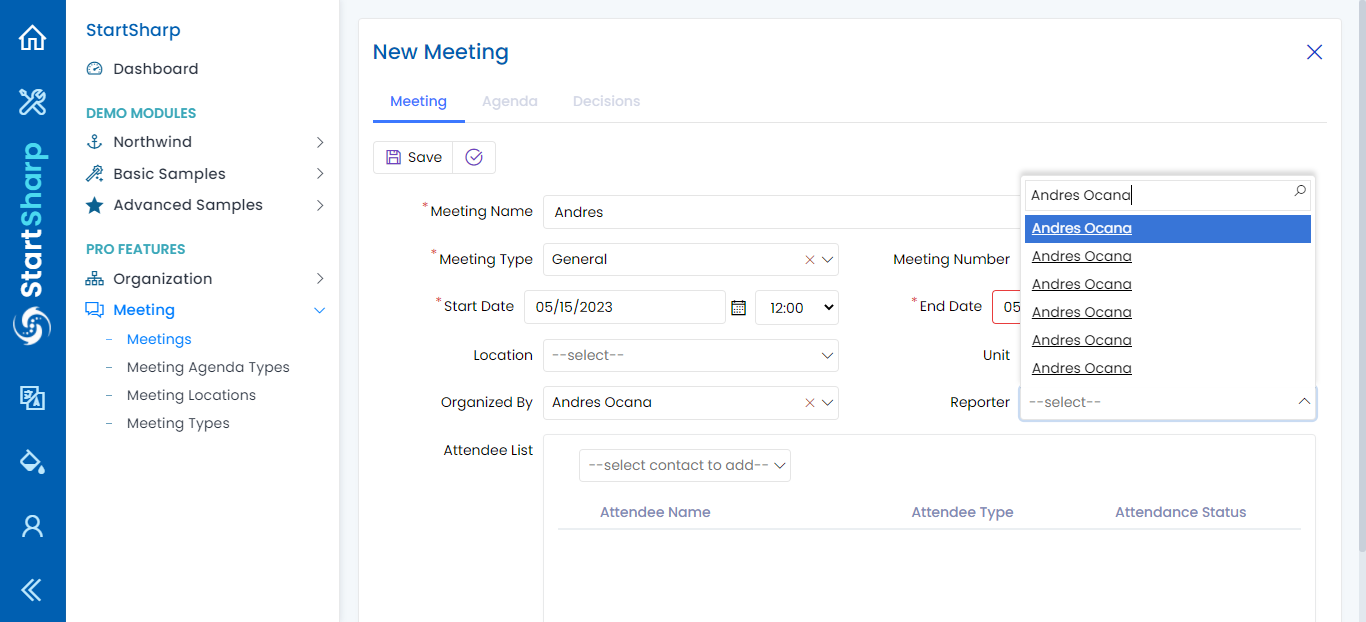 StartSharp
StartSharp
Dashboard
DEMO MODULES
Northwind
Basic Samples
Advanced Samples
PRO FEATURES
Organization
Meeting
Meetings
Meeting Agenda Types
Meeting Locations
Meeting Types
New Meeting
Meeting Agenda Decisions
Save
*Meeting Name Andres
*Meeting Type General
Meeting Number
*Start Date 05/15/2023 12:00
*End Date 05
Location --select--
Unit
Organized By Andres Ocana
Reporter --select--
Andres Ocana
Andres Ocana
Andres Ocana
Andres Ocana
Andres Ocana
Andres Ocana
Andres Ocana
Attendee List
--select contact to add--
Attendee Name Attendee Type Attendance Status